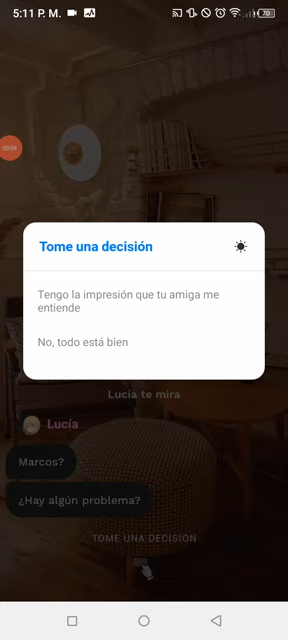 5:11 P. M.
70
00:09
Tome una decisión
Tengo la impresión que tu amiga me
entiende
No, todo está bien
Lucía te mira
Lucía
Marcos?
¿Hay algún problema?
TOME UNA DECISIÓN